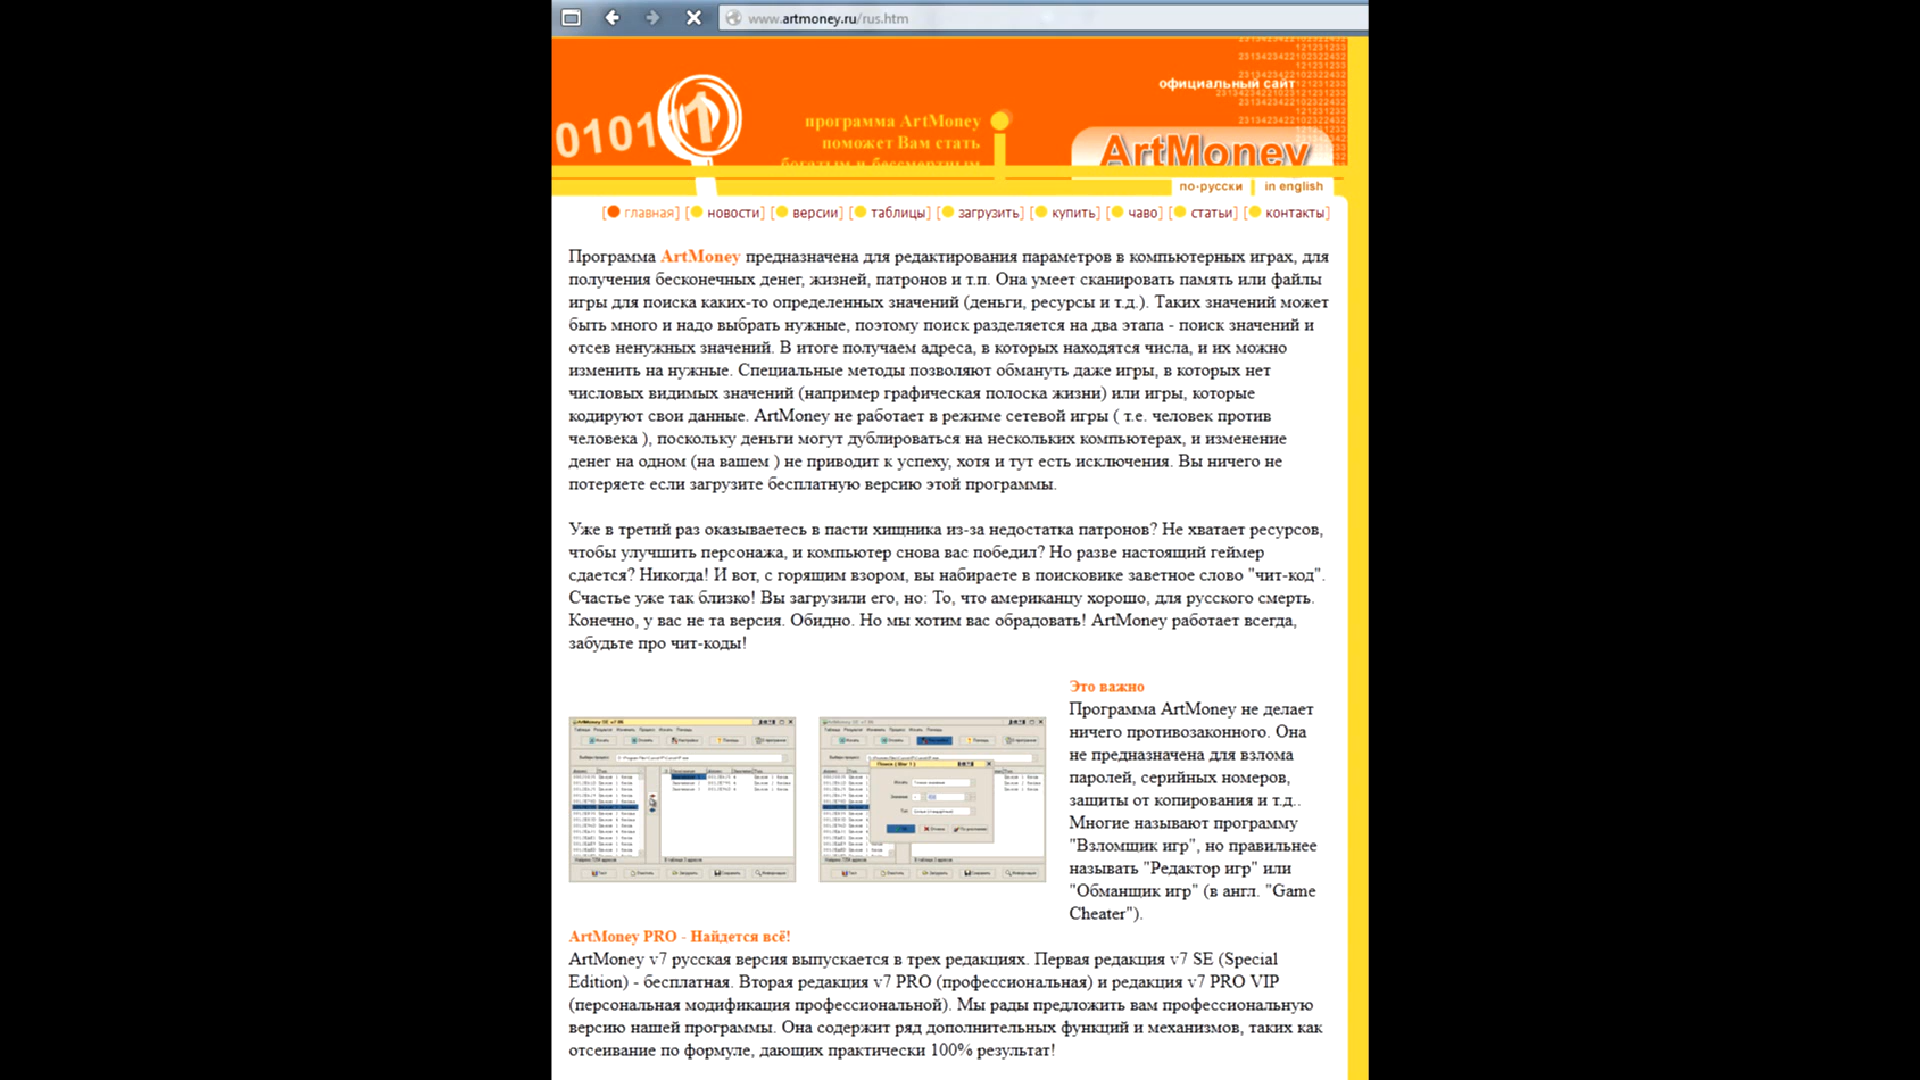 www.artmoney.ru/rus.htm
официальный сайт
01011
программа ArtMoney
поможет Вам стать
богатым и бессмертным
ArtMoney
по-русски in english
[главная] [новости] [версии] [таблицы] [загрузить] [купить] [чаво] [статьи] [контакты]
Программа ArtMoney предназначена для редактирования параметров в компьютерных играх, для
получения бесконечных денег, жизней, патронов и т.п. Она умеет сканировать память или файлы
игры для поиска каких-то определенных значений (деньги, ресурсы и т.д.). Таких значений может
быть много и надо выбрать нужные, поэтому поиск разделяется на два этапа - поиск значений и
отсев ненужных значений. В итоге получаем адреса, в которых находятся числа, и их можно
изменить на нужные. Специальные методы позволяют обмануть даже игры, в которых нет
числовых видимых значений (например графическая полоска жизни) или игры, которые
кодируют свои данные. ArtMoney не работает в режиме сетевой игры ( т.е. человек против
человека ), поскольку деньги могут дублироваться на нескольких компьютерах, и изменение
денег на одном (на вашем ) не приводит к успеху, хотя и тут есть исключения. Вы ничего не
потеряете если загрузите бесплатную версию этой программы.
Уже в третий раз оказываетесь в пасти хищника из-за недостатка патронов? Не хватает ресурсов,
чтобы улучшить персонажа, и компьютер снова вас победил? Но разве настоящий геймер
сдается? Никогда! И вот, с горящим взором, вы набираете в поисковике заветное слово "чит-код".
Счастье уже так близко! Вы загрузили его, но: То, что американцу хорошо, для русского смерть.
Конечно, у вас не та версия. Обидно. Но мы хотим вас обрадовать! ArtMoney работает всегда,
забудьте про чит-коды!
Это важно
Программа ArtMoney не делает
ничего противозаконного. Она
не предназначена для взлома
паролей, серийных номеров,
защиты от копирования и т.д..
Многие называют программу
"Взломщик игр", но правильнее
называть "Редактор игр" или
"Обманщик игр" (в англ. "Game
Cheater").
ArtMoney PRO - Найдется всё!
ArtMoney v7 русская версия выпускается в трех редакциях. Первая редакция v7 SE (Special
Edition) - бесплатная. Вторая редакция v7 PRO (профессиональная) и редакция v7 PRO VIP
(персональная модификация профессиональной). Мы рады предложить вам профессиональную
версию нашей программы. Она содержит ряд дополнительных функций и механизмов, таких как
отсеивание по формуле, дающих практически 100% результат!